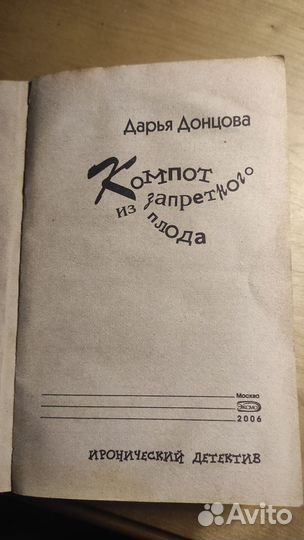 Дарья Донцова
Компот
из запретного
плода
Москва
ЭКСМО
2006
ИРОНИЧЕСКИЙ ДЕТЕКТИВ
Avito